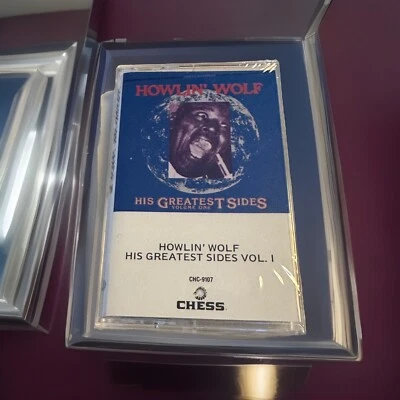 HOWLIN' WOLF
HIS GREATEST SIDES
VOLUME ONE
HOWLIN' WOLF
HIS GREATEST SIDES VOL. I
CHC-9107
CHESS